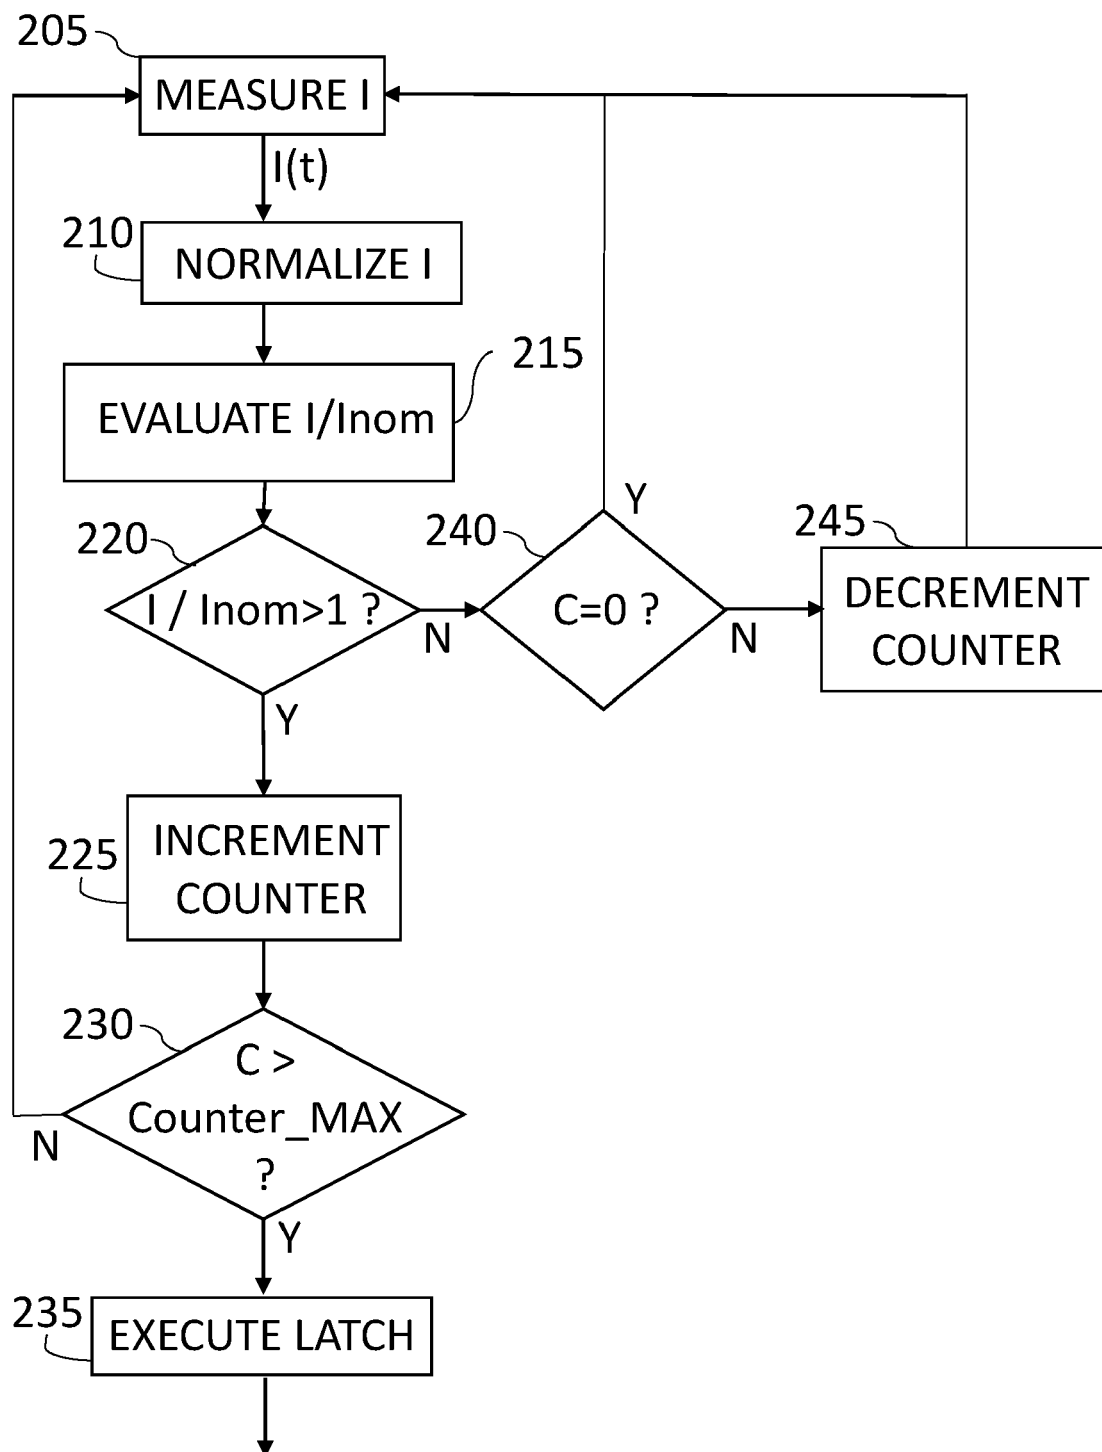 205
MEASURE I
I(t)
210
NORMALIZE I
215
EVALUATE I/Inom
220
I / Inom>1 ?
N
Y
240
C=0 ?
Y
N
245
DECREMENT
COUNTER
225
INCREMENT
COUNTER
230
C >
Counter_MAX
?
N
Y
235
EXECUTE LATCH